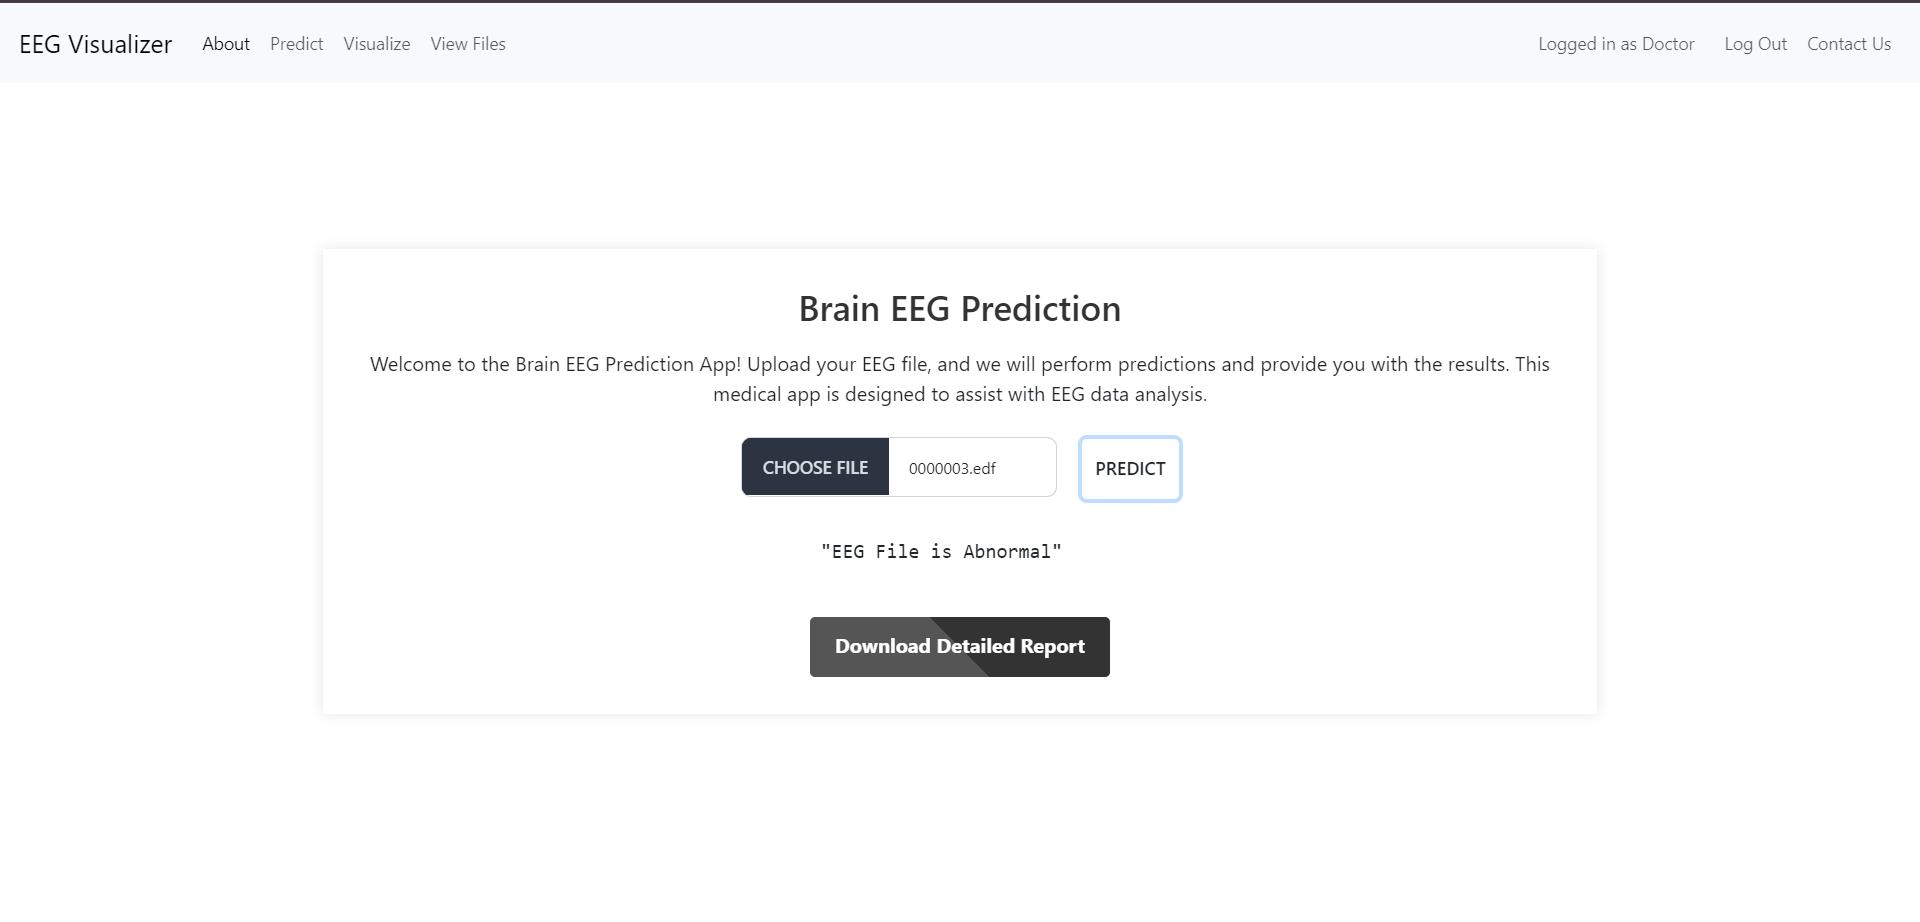 EEG Visualizer About Predict Visualize View Files Logged in as Doctor Log Out Contact Us
Brain EEG Prediction
Welcome to the Brain EEG Prediction App! Upload your EEG file, and we will perform predictions and provide you with the results. This
medical app is designed to assist with EEG data analysis.
CHOOSE FILE 0000003.edf PREDICT
"EEG File is Abnormal"
Download Detailed Report